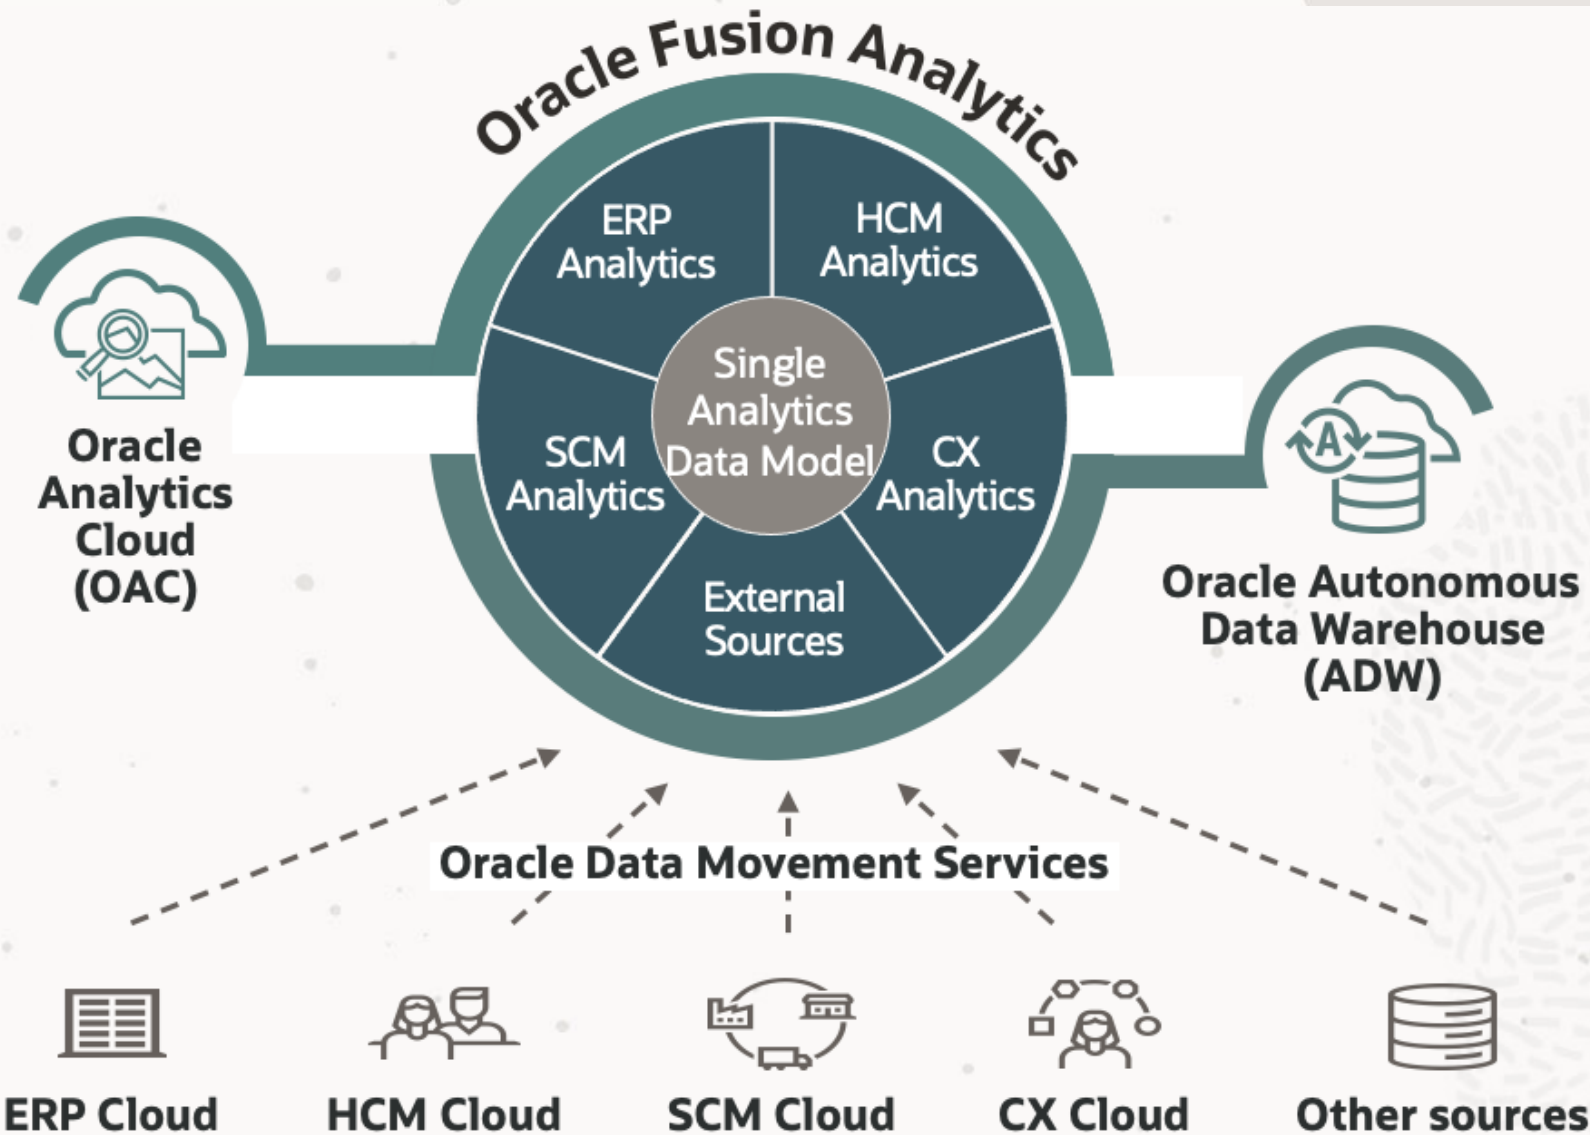 Oracle Fusion Analytics
ERP
Analytics
HCM
Analytics
Single
Analytics
Data Model
SCM
Analytics
CX
Analytics
External
Sources
Oracle
Analytics
Cloud
(OAC)
A
Oracle Autonomous
Data Warehouse
(ADW)
Oracle Data Movement Services
ERP Cloud
HCM Cloud
SCM Cloud
CX Cloud
Other sources